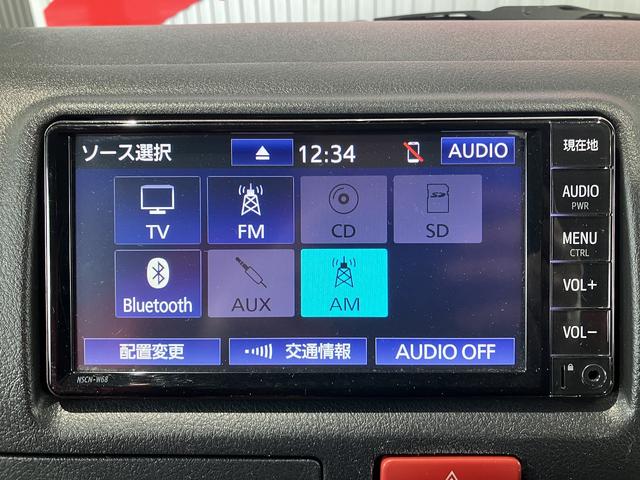 ソース選択
12:34
AUDIO
TV
FM
CD
SD
SD
Bluetooth
AUX
AM
配置変更
交通情報
AUDIO OFF
NSCN-W68
現在地
AUDIO
PWR
MENU
CTRL
VOL+
VOL−